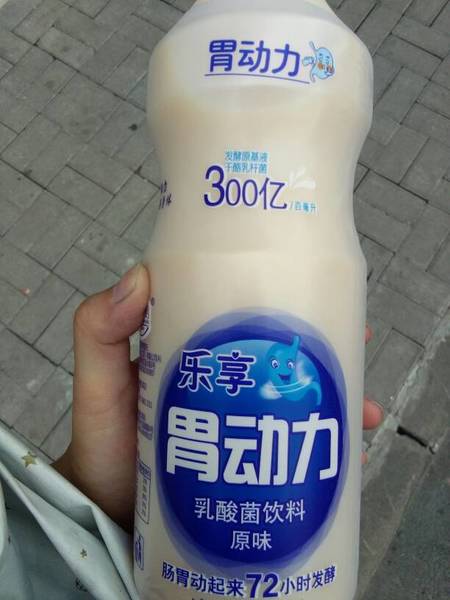 胃动力
发酵原基液
干酪乳杆菌
300亿/百毫升
乐享
胃动力
乳酸菌饮料
原味
肠胃动起来72小时发酵